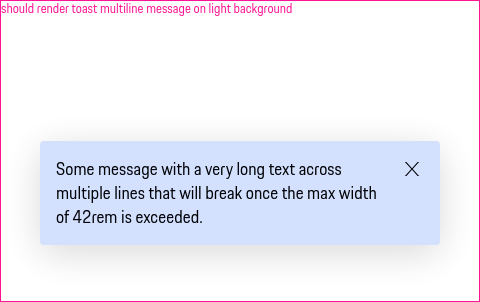 should render toast multiline message on light background
Some message with a very long text across
multiple lines that will break once the max width
of 42rem is exceeded.